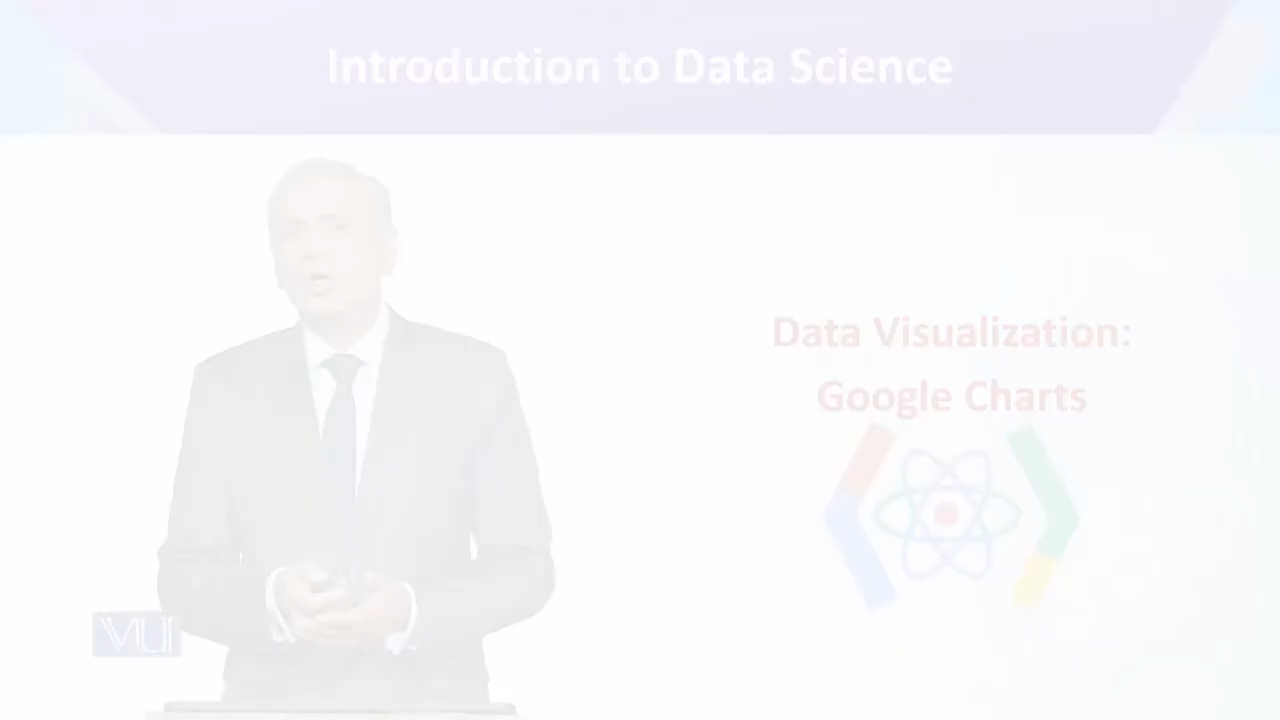 Introduction to Data Science
Data Visualization:
Google Charts
VU